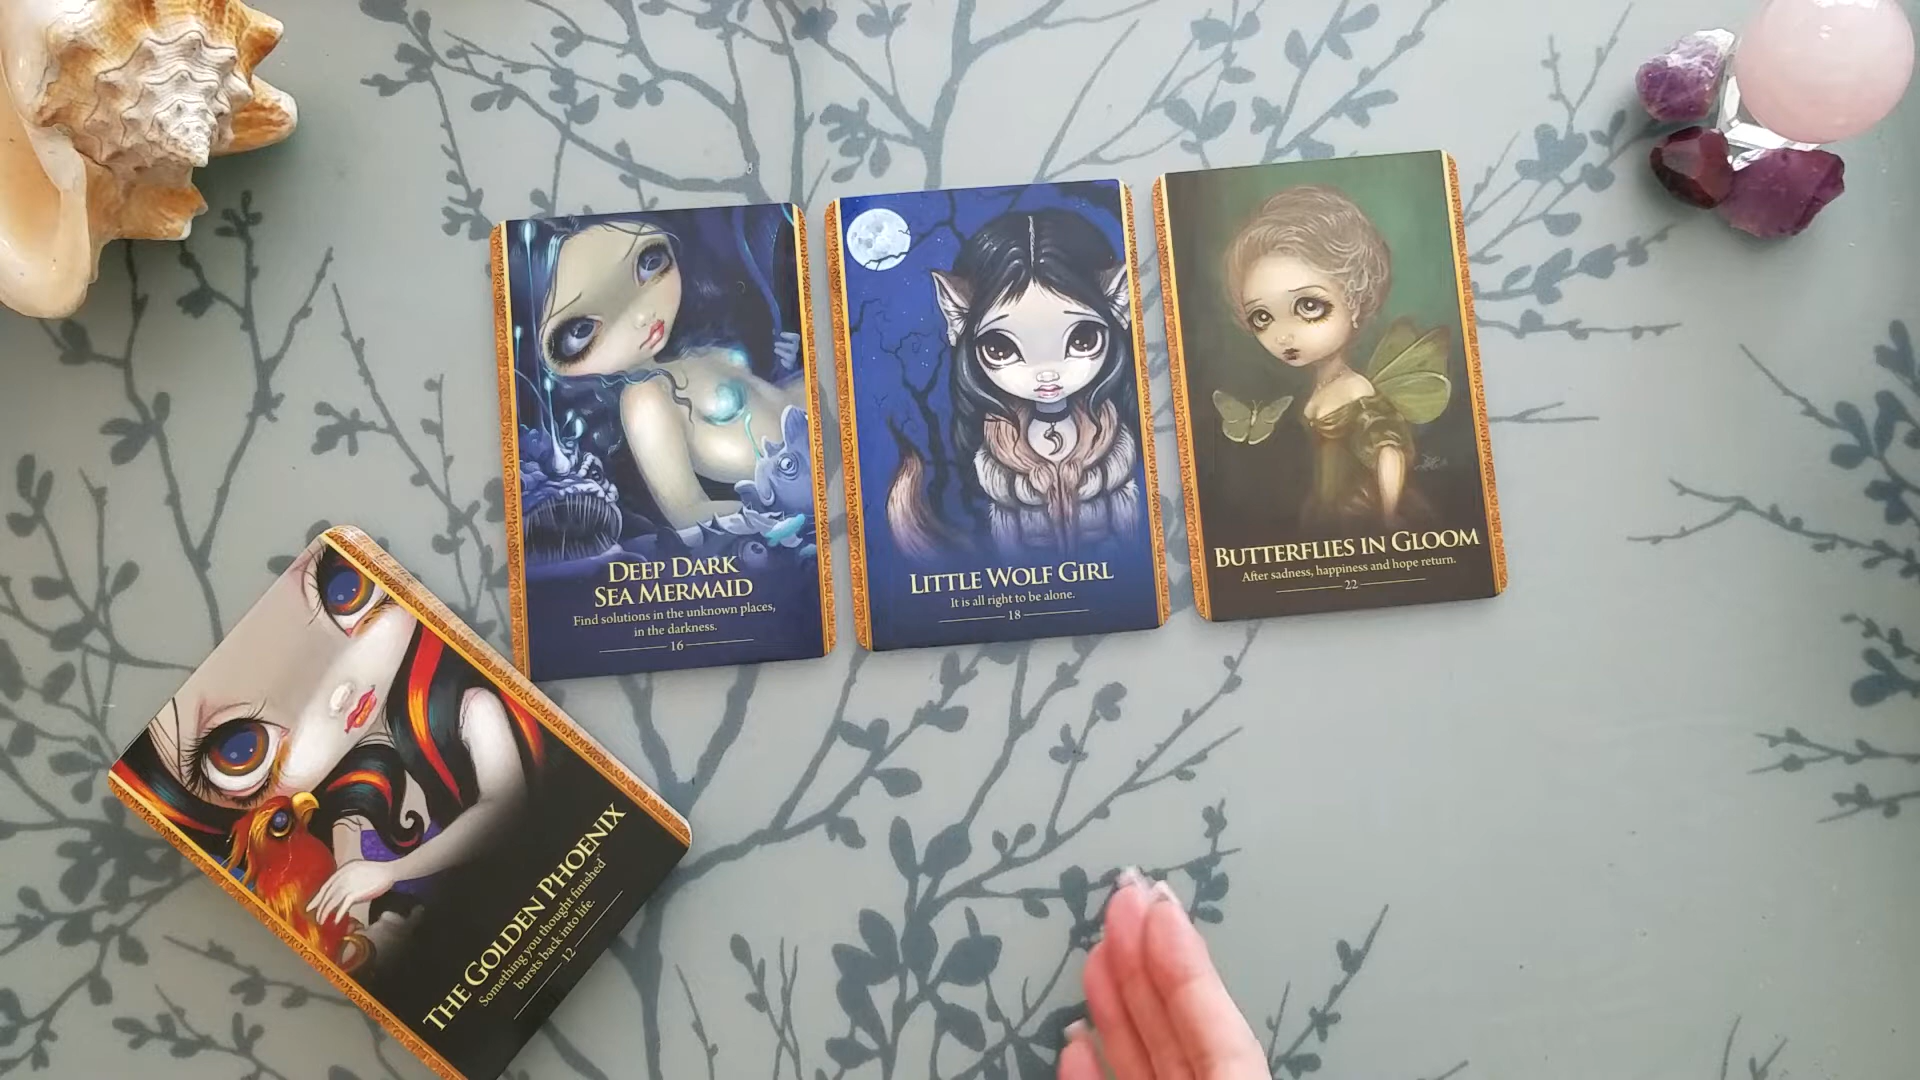 DEEP DARK
SEA MERMAID
Find solutions in the unknown places,
in the darkness.
16
LITTLE WOLF GIRL
It is all right to be alone.
18
BUTTERFLIES IN GLOOM
After sadness, happiness and hope return.
22
THE GOLDEN PHOENIX
Something you thought finished
bursts back into life.
12